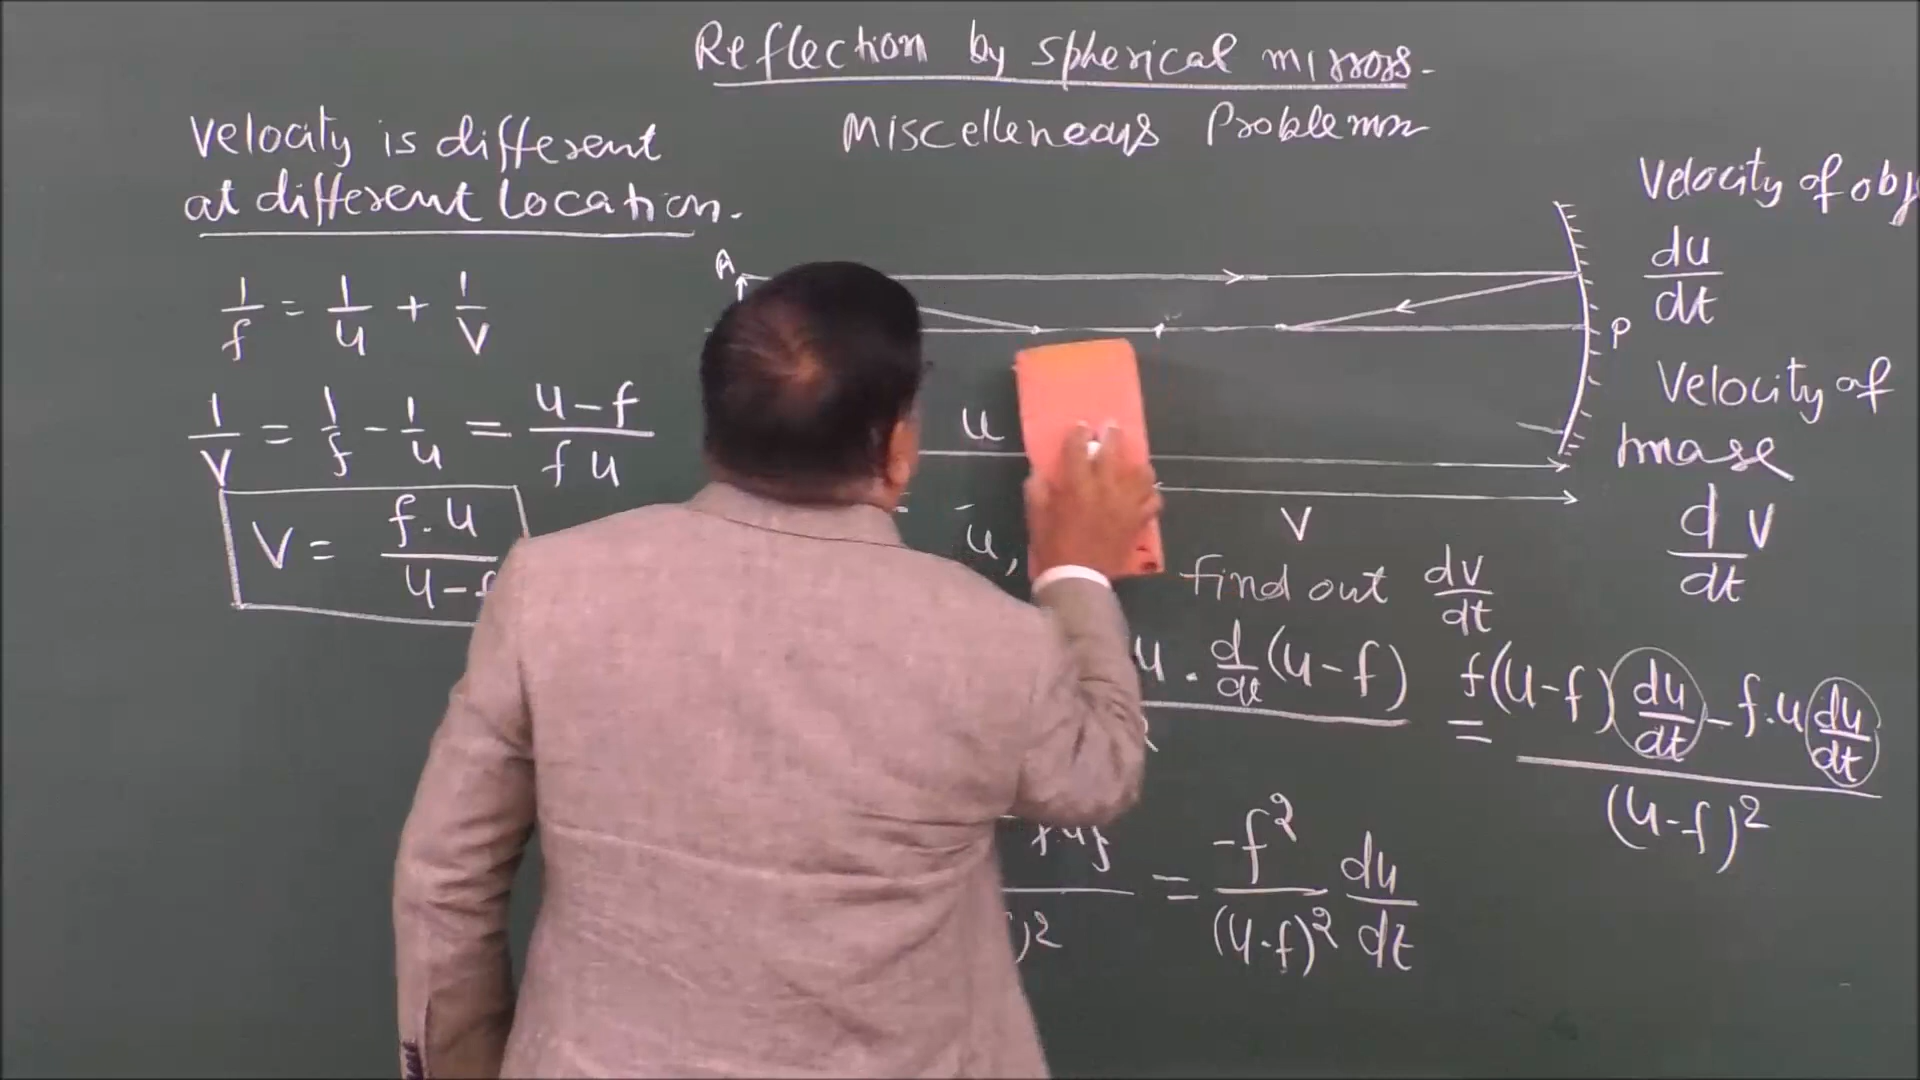 Reflection by spherical mirrors.
Miscelleneous Problems
Velocity is different
at different Location.
1/f = 1/u + 1/v
1/v = 1/f - 1/u = u-f/fu
V = f.u/u-f
A
P
u
V
u,
find out dv/dt
Velocity of obj
du/dt
Velocity of
Image
dv/dt
u . d/dt (u-f) = f(u-f) du/dt - f.u du/dt / (u-f)²
)² = -f²/(u-f)² du/dt